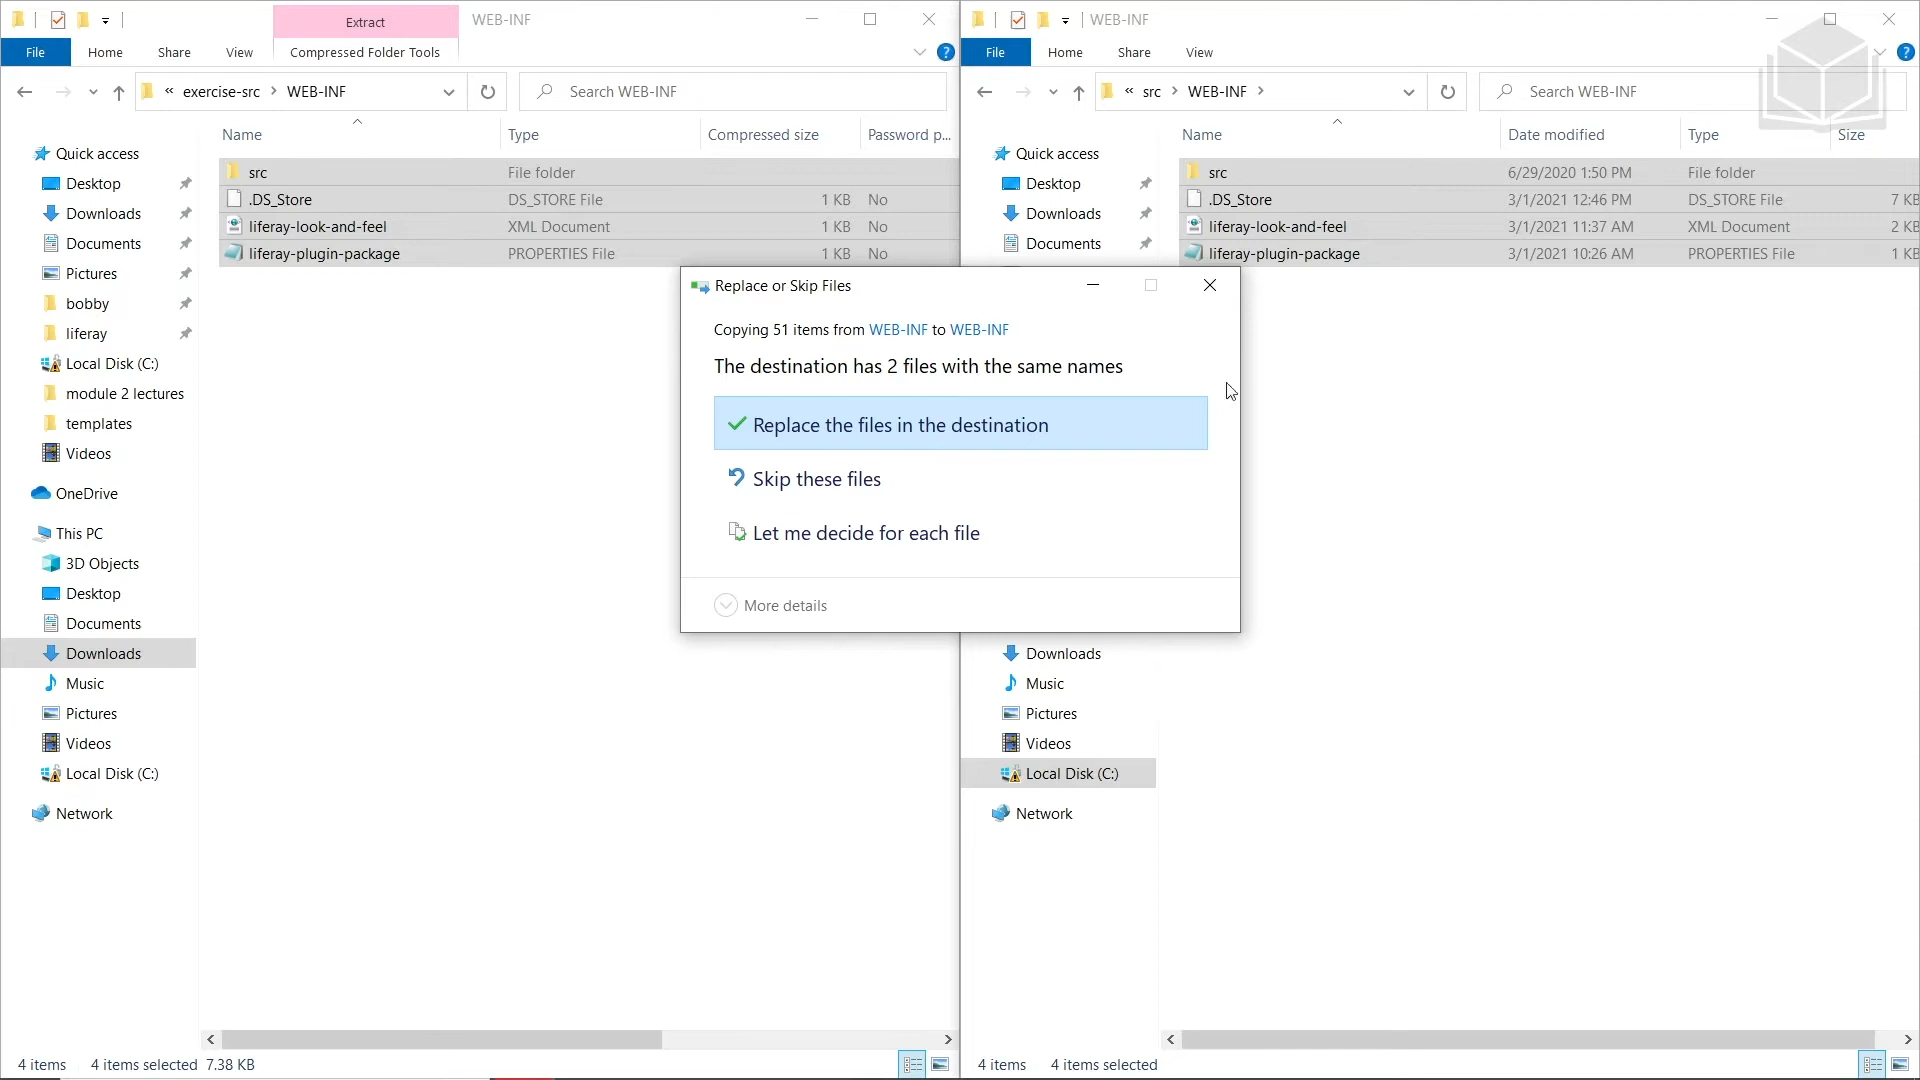 Extract
WEB-INF
File
Home
Share
View
Compressed Folder Tools
?
« exercise-src > WEB-INF
Search WEB-INF
Name
Type
Compressed size
Password p...
Quick access
Desktop
Downloads
Documents
Pictures
bobby
liferay
Local Disk (C:)
module 2 lectures
templates
Videos
OneDrive
This PC
3D Objects
Desktop
Documents
Downloads
Music
Pictures
Videos
Local Disk (C:)
Network
src File folder
.DS_Store DS_STORE File 1 KB No
liferay-look-and-feel XML Document 1 KB No
liferay-plugin-package PROPERTIES File 1 KB No
4 items 4 items selected 7.38 KB
WEB-INF
File
Home
Share
View
?
« src > WEB-INF >
Search WEB-INF
Name
Date modified
Type
Size
Quick access
Desktop
Downloads
Documents
Downloads
Music
Pictures
Videos
Local Disk (C:)
Network
src 6/29/2020 1:50 PM File folder
.DS_Store 3/1/2021 12:46 PM DS_STORE File 7 KB
liferay-look-and-feel 3/1/2021 11:37 AM XML Document 2 KB
liferay-plugin-package 3/1/2021 10:26 AM PROPERTIES File 1 KB
4 items 4 items selected
Replace or Skip Files
Copying 51 items from WEB-INF to WEB-INF
The destination has 2 files with the same names
Replace the files in the destination
Skip these files
Let me decide for each file
More details